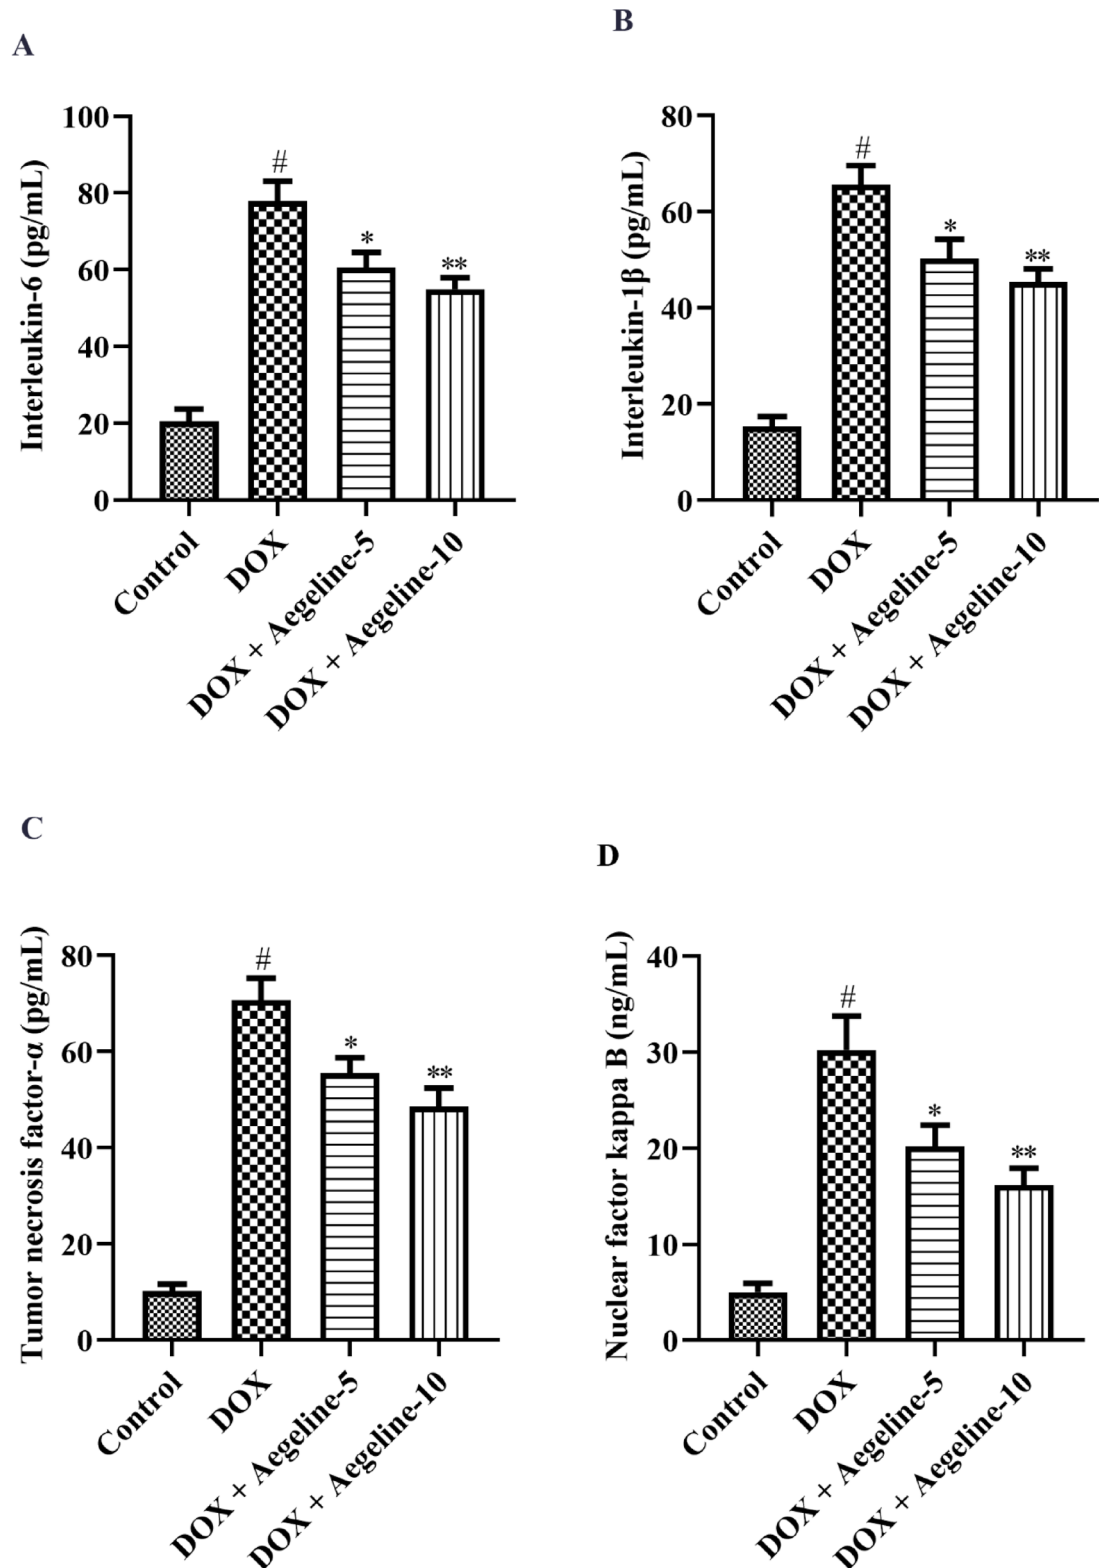 A
Interleukin-6 (pg/mL)
100
80
60
40
20
0
#
*
**
Control
DOX
DOX + Aegeline-5
DOX + Aegeline-10
B
Interleukin-1β (pg/mL)
80
60
40
20
0
#
*
**
Control
DOX
DOX + Aegeline-5
DOX + Aegeline-10
C
Tumor necrosis factor-α (pg/mL)
80
60
40
20
0
#
*
**
Control
DOX
DOX + Aegeline-5
DOX + Aegeline-10
D
Nuclear factor kappa B (ng/mL)
40
30
20
10
0
#
*
**
Control
DOX
DOX + Aegeline-5
DOX + Aegeline-10